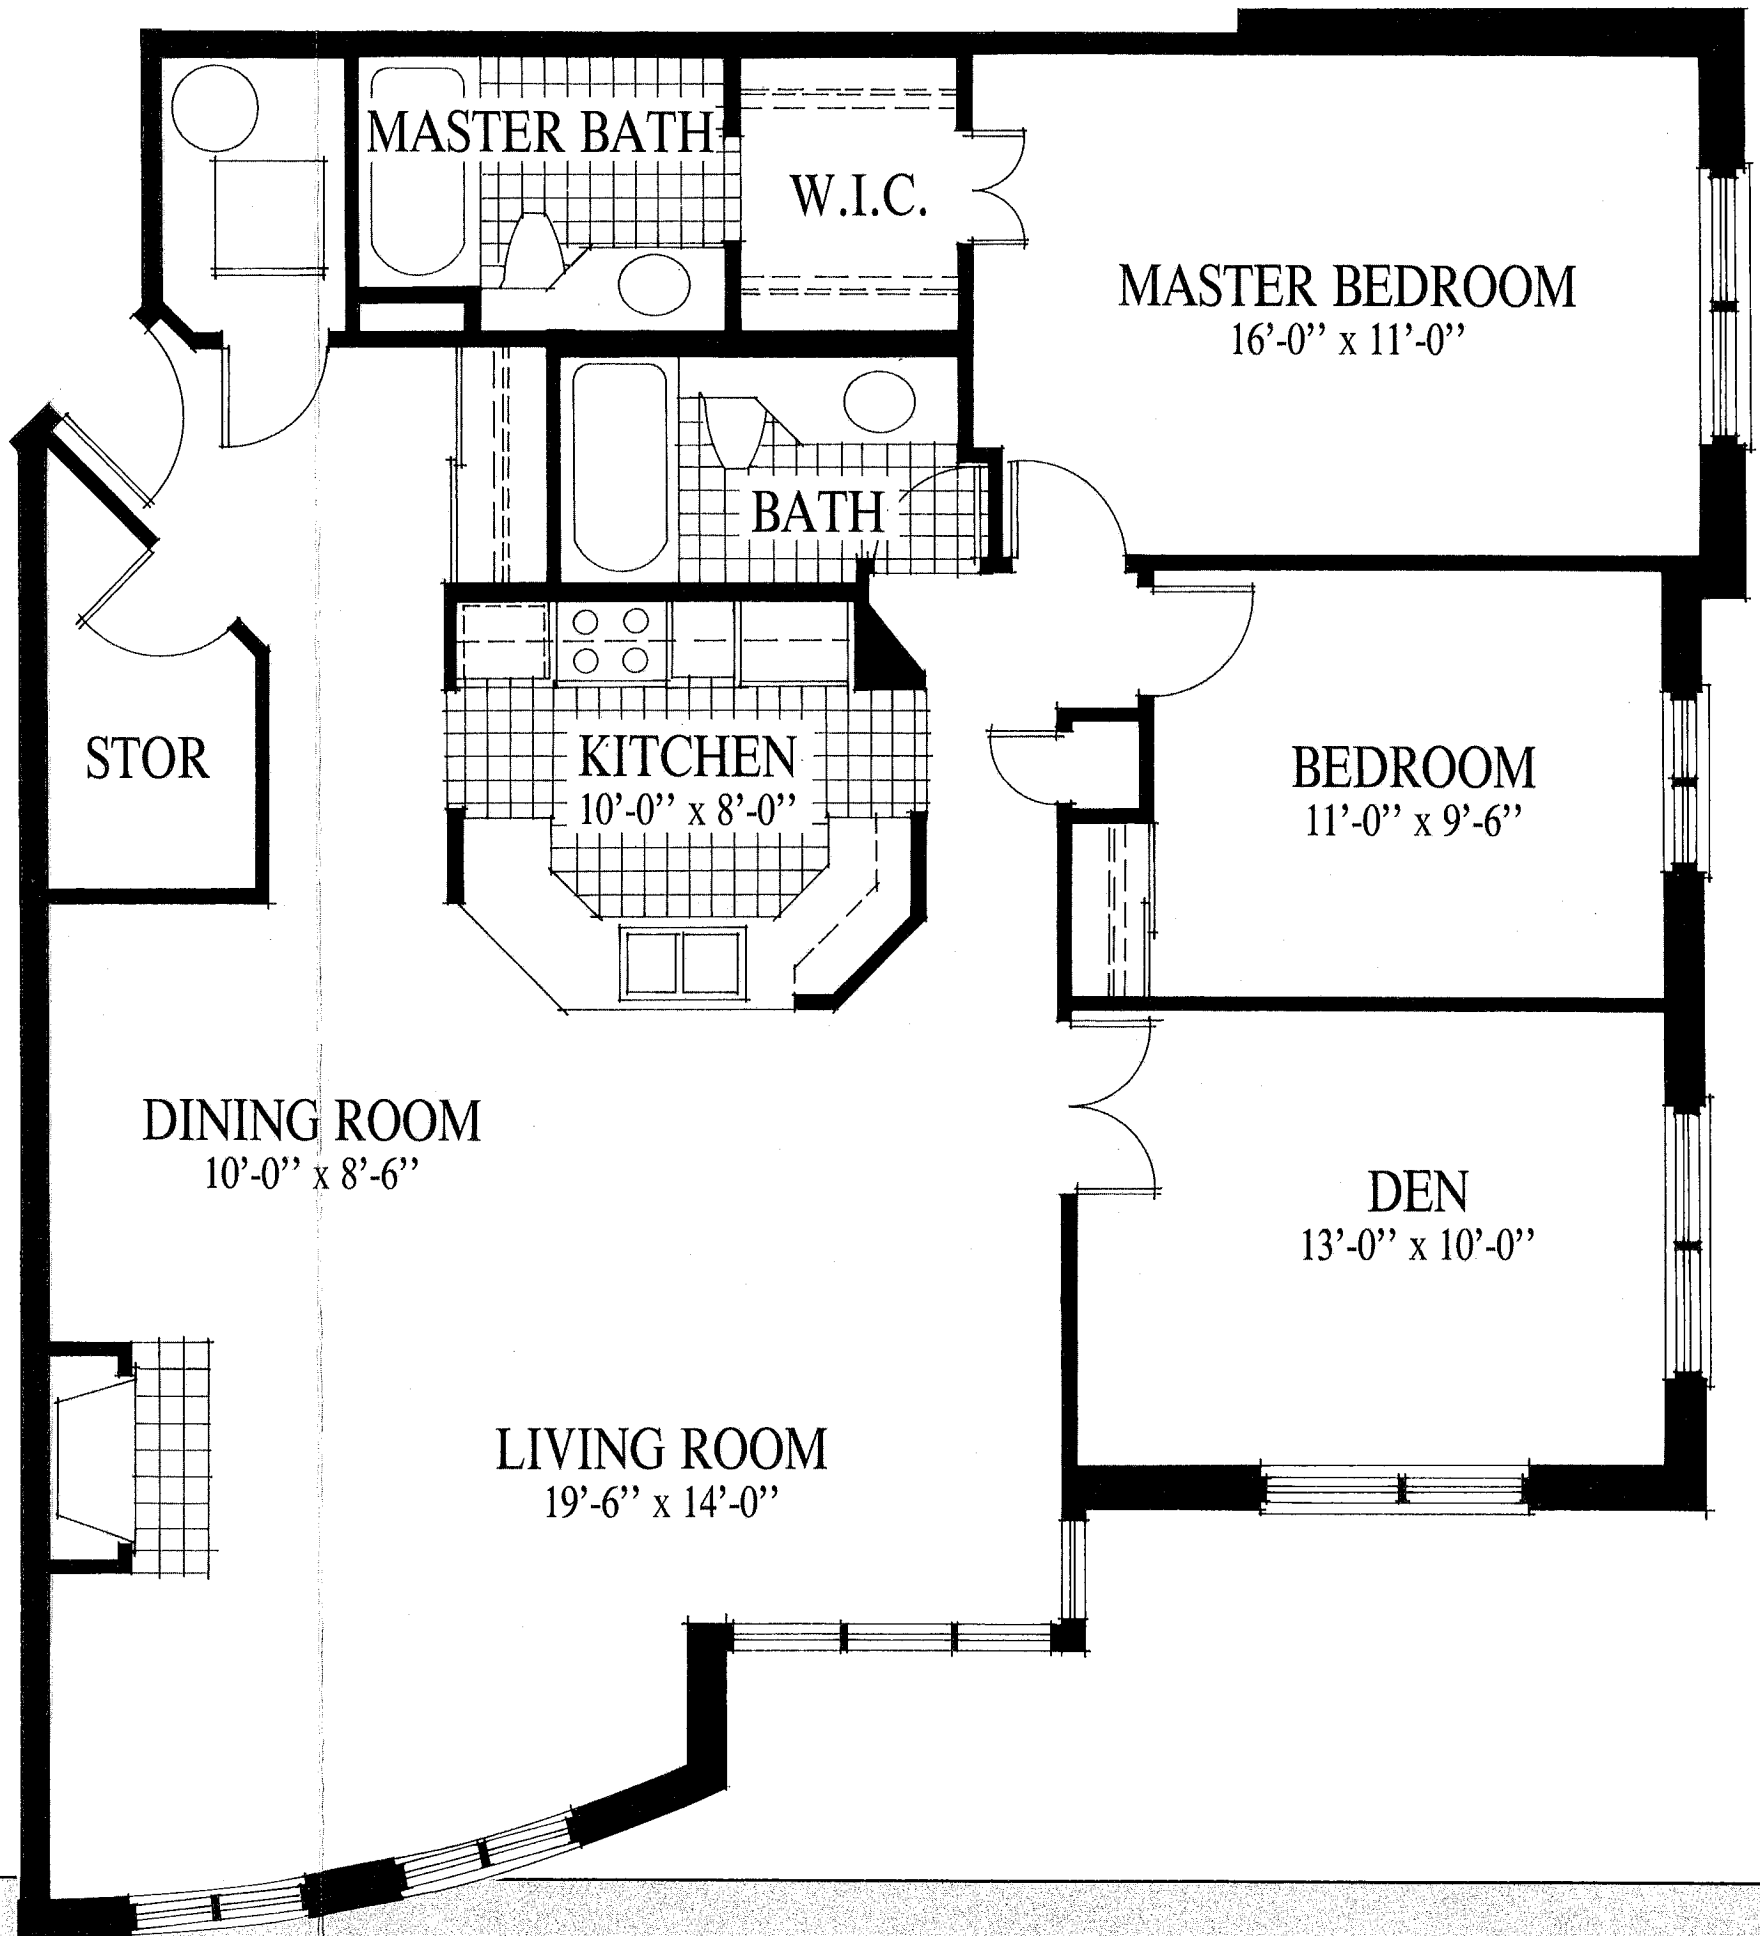 MASTER BATH
W.I.C.
MASTER BEDROOM
16'-0'' x 11'-0''
BATH
STOR
KITCHEN
10'-0'' x 8'-0''
BEDROOM
11'-0'' x 9'-6''
DINING ROOM
10'-0'' x 8'-6''
DEN
13'-0'' x 10'-0''
LIVING ROOM
19'-6'' x 14'-0''